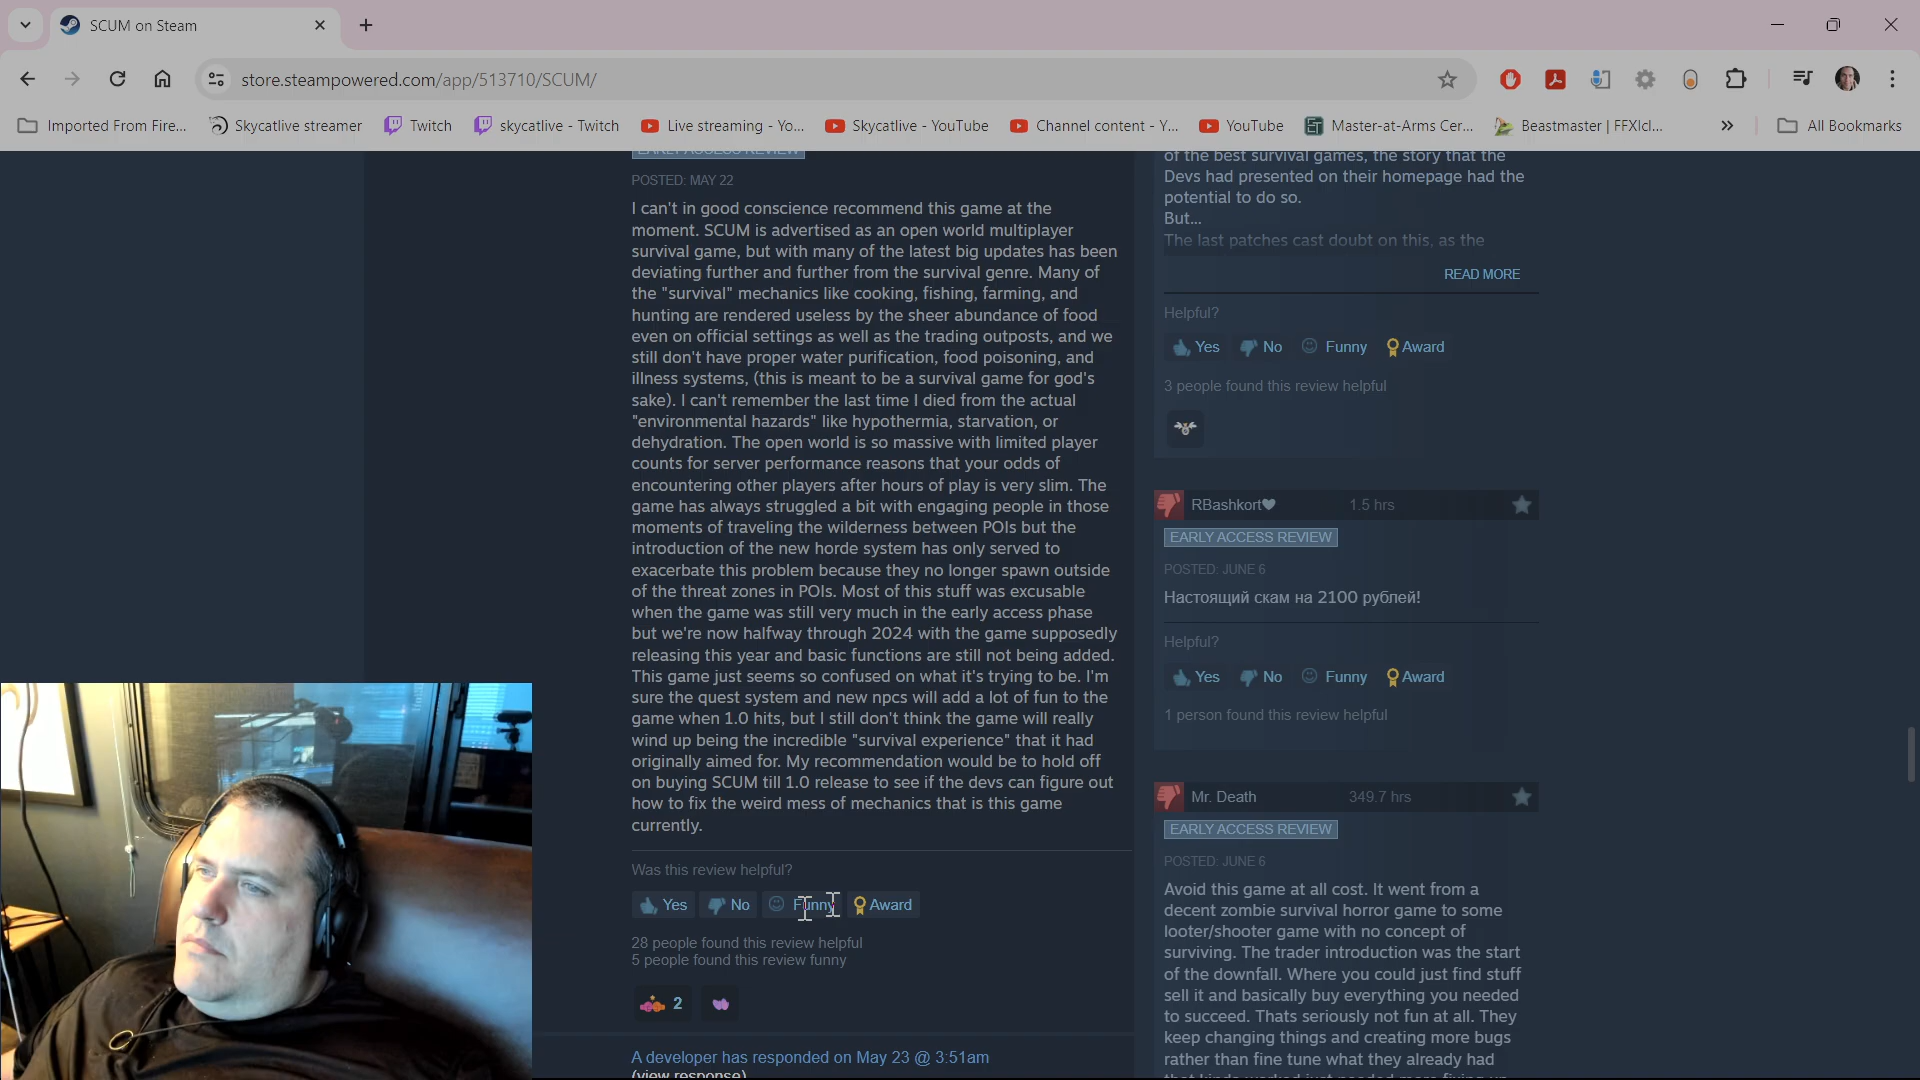 SCUM on Steam
store.steampowered.com/app/513710/SCUM/
Imported From Fire...
Skycatlive streamer
Twitch
skycatlive - Twitch
Live streaming - Yo...
Skycatlive - YouTube
Channel content - Y...
YouTube
Master-at-Arms Cer...
Beastmaster | FFXIcl...
All Bookmarks
EARLY ACCESS REVIEW
POSTED: MAY 22
I can't in good conscience recommend this game at the
moment. SCUM is advertised as an open world multiplayer
survival game, but with many of the latest big updates has been
deviating further and further from the survival genre. Many of
the "survival" mechanics like cooking, fishing, farming, and
hunting are rendered useless by the sheer abundance of food
even on official settings as well as the trading outposts, and we
still don't have proper water purification, food poisoning, and
illness systems, (this is meant to be a survival game for god's
sake). I can't remember the last time I died from the actual
"environmental hazards" like hypothermia, starvation, or
dehydration. The open world is so massive with limited player
counts for server performance reasons that your odds of
encountering other players after hours of play is very slim. The
game has always struggled a bit with engaging people in those
moments of traveling the wilderness between POIs but the
introduction of the new horde system has only served to
exacerbate this problem because they no longer spawn outside
of the threat zones in POIs. Most of this stuff was excusable
when the game was still very much in the early access phase
but we're now halfway through 2024 with the game supposedly
releasing this year and basic functions are still not being added.
This game just seems so confused on what it's trying to be. I'm
sure the quest system and new npcs will add a lot of fun to the
game when 1.0 hits, but I still don't think the game will really
wind up being the incredible "survival experience" that it had
originally aimed for. My recommendation would be to hold off
on buying SCUM till 1.0 release to see if the devs can figure out
how to fix the weird mess of mechanics that is this game
currently.
Was this review helpful?
Yes No Funny Award
28 people found this review helpful
5 people found this review funny
2
A developer has responded on May 23 @ 3:51am
(view response)
of the best survival games, the story that the
Devs had presented on their homepage had the
potential to do so.
But...
The last patches cast doubt on this, as the
READ MORE
Helpful?
Yes No Funny Award
3 people found this review helpful
RBashkort 1.5 hrs
EARLY ACCESS REVIEW
POSTED: JUNE 6
Настоящий скам на 2100 рублей!
Helpful?
Yes No Funny Award
1 person found this review helpful
Mr. Death 349.7 hrs
EARLY ACCESS REVIEW
POSTED: JUNE 6
Avoid this game at all cost. It went from a
decent zombie survival horror game to some
looter/shooter game with no concept of
surviving. The trader introduction was the start
of the downfall. Where you could just find stuff
sell it and basically buy everything you needed
to succeed. Thats seriously not fun at all. They
keep changing things and creating more bugs
rather than fine tune what they already had